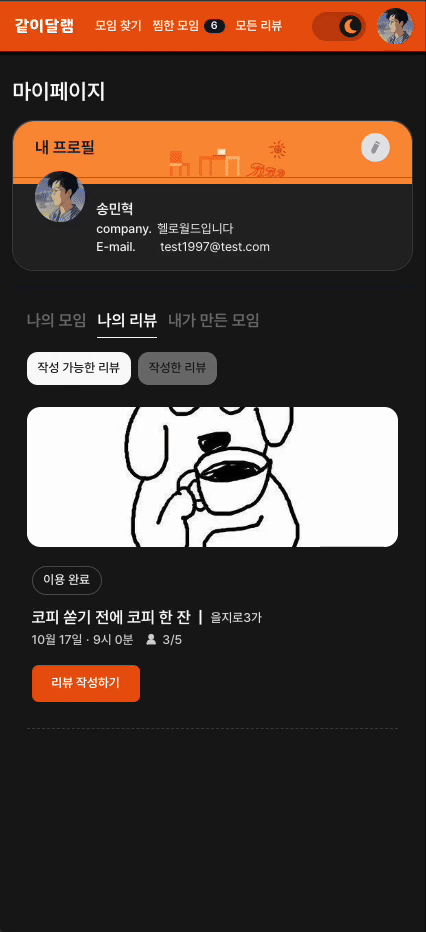 같이달램 모임 찾기 찜한 모임 6 모든 리뷰
마이페이지
내 프로필
송민혁
company. 헬로월드입니다
E-mail. test1997@test.com
나의 모임 나의 리뷰 내가 만든 모임
작성 가능한 리뷰 작성한 리뷰
이용 완료
코피 쏟기 전에 코피 한 잔 | 을지로3가
10월 17일 · 9시 0분 3/5
리뷰 작성하기